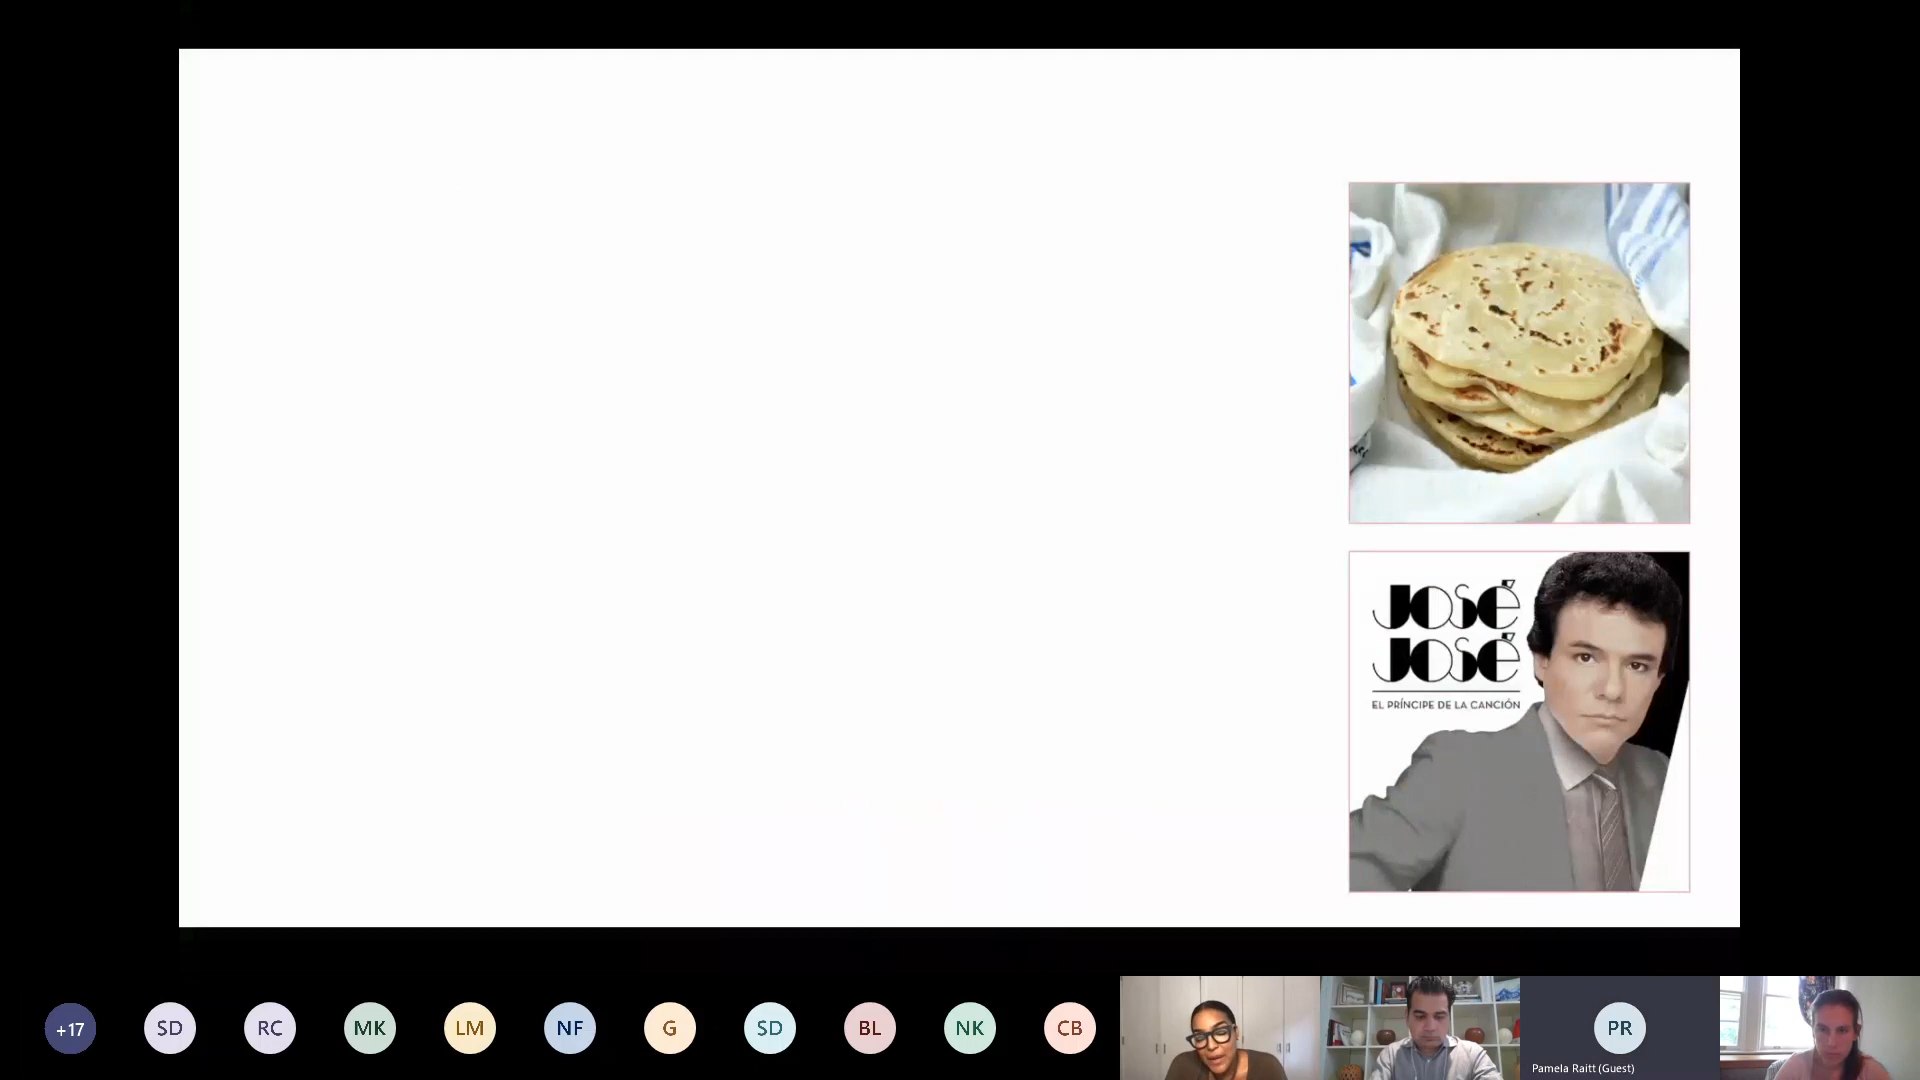 JOSÉ
JOSÉ
EL PRÍNCIPE DE LA CANCIÓN
+17
SD
RC
MK
LM
NF
G
SD
BL
NK
CB
PR
Pamela Raitt (Guest)